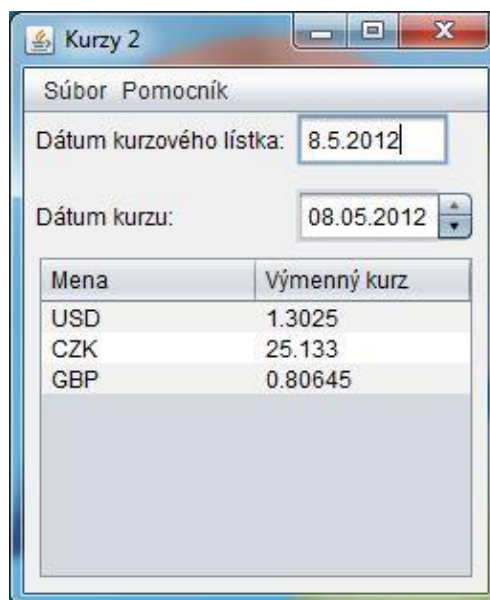 Kurzy 2
Súbor Pomocník
Dátum kurzového lístka: 8.5.2012
Dátum kurzu: 08.05.2012
Mena Výmenný kurz
USD 1.3025
CZK 25.133
GBP 0.80645